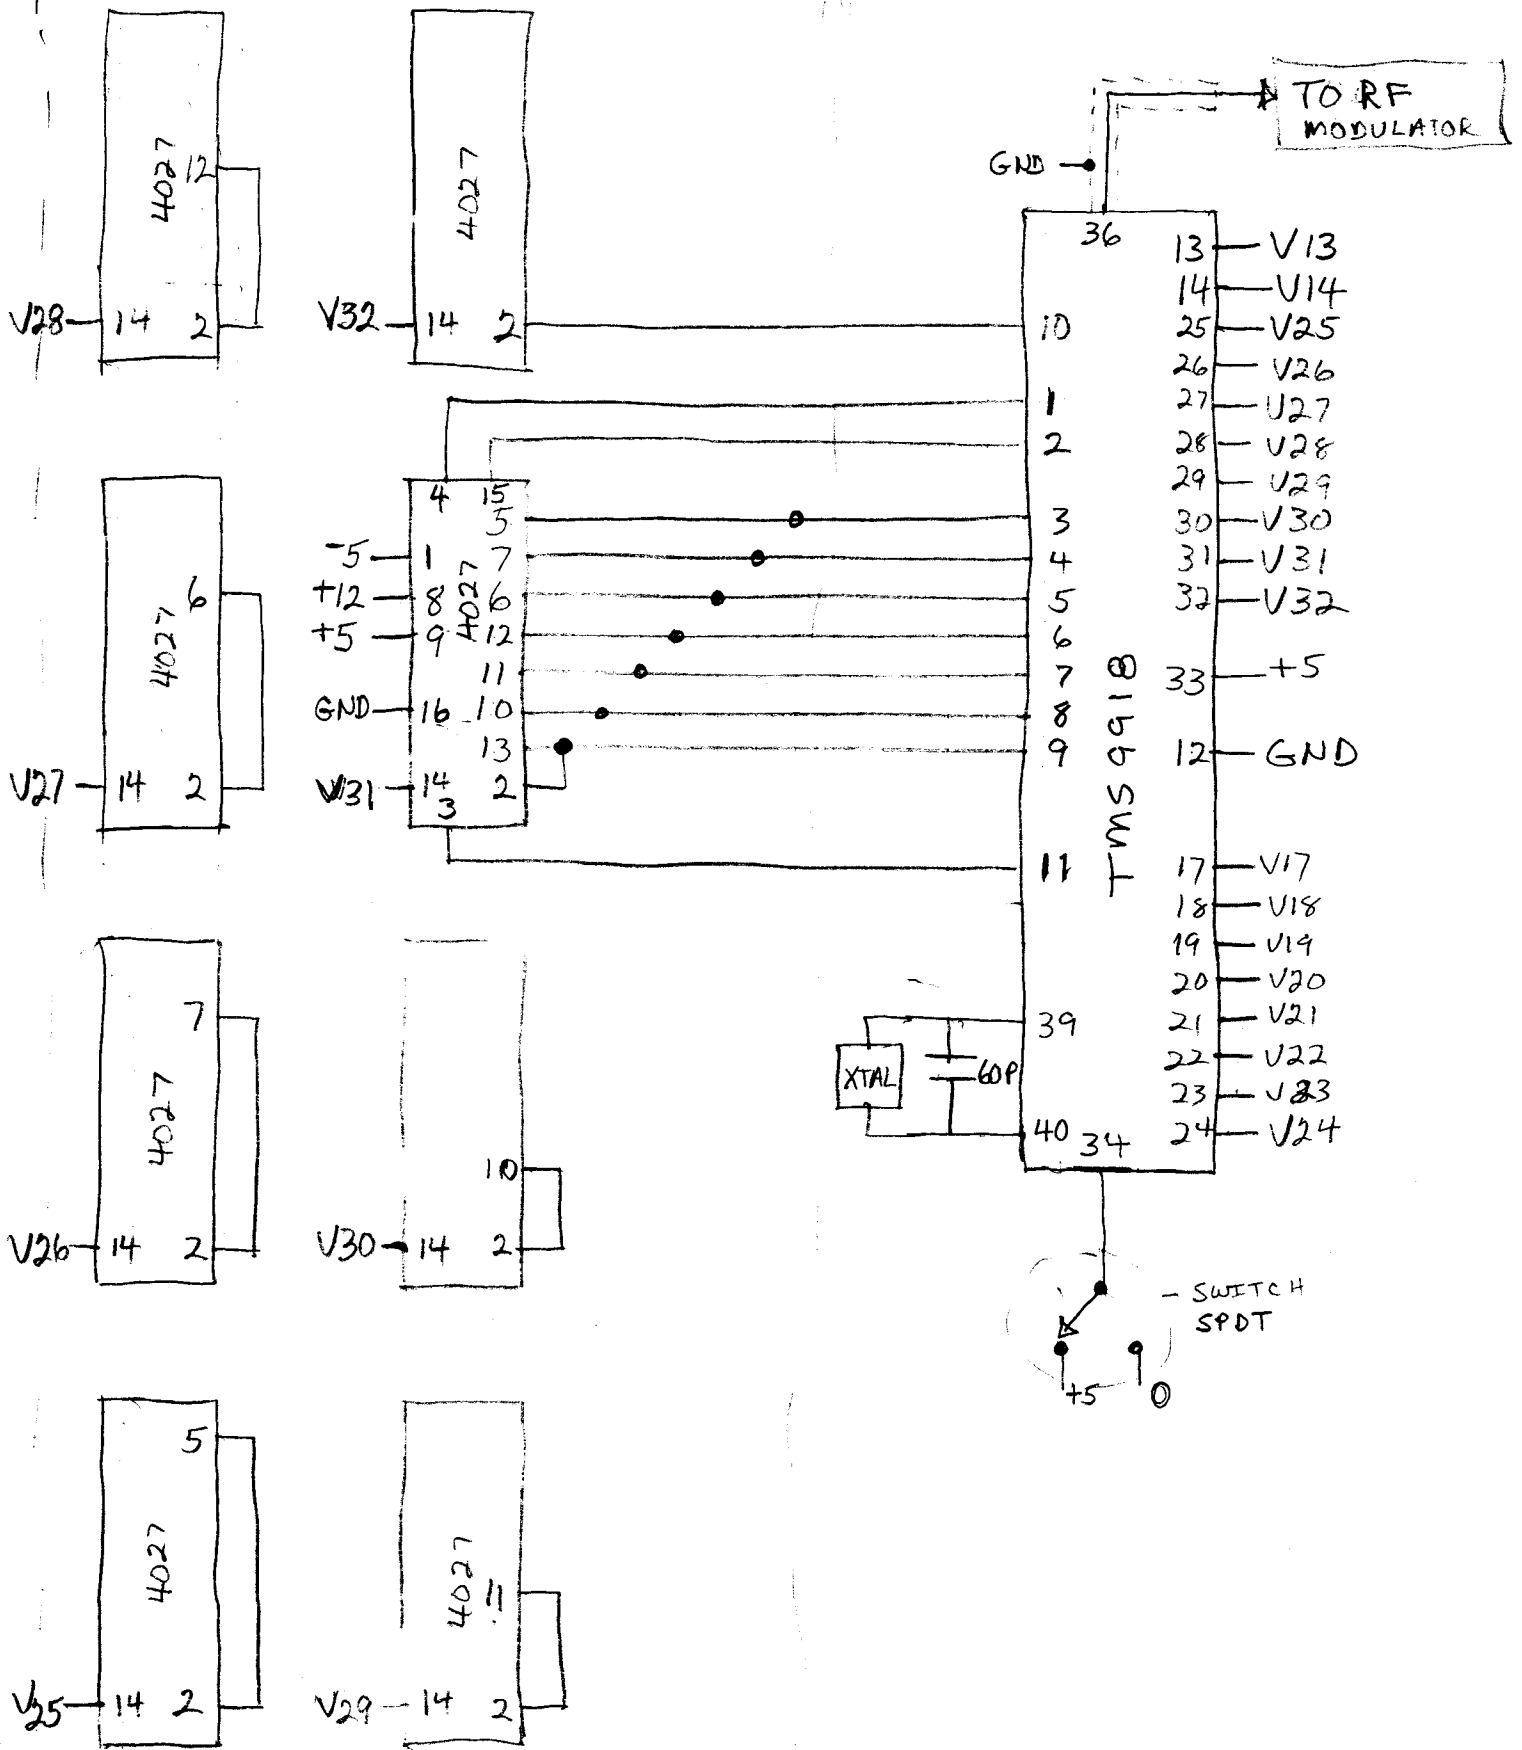 TO RF
MODULATOR
GND
36
4027
12
V28 14 2
4027
V32 14 2
10
1
2
3
4
5
6
7
8
9
11
39
40
34
TMS9918
13 V13
14 V14
25 V25
26 V26
27 V27
28 V28
29 V29
30 V30
31 V31
32 V32
33 +5
12 GND
17 V17
18 V18
19 V19
20 V20
21 V21
22 V22
23 V23
24 V24
4027
6
V27 14 2
4 15
5
-5 1 7
+12 8 6
+5 9 12
4027
11
GND 16 10
13
V31 14 2
3
4027
7
V26 14 2
10
V30 14 2
XTAL
60P
SWITCH
SPDT
+5 0
4027
5
V25 14 2
4027
11
V29 14 2